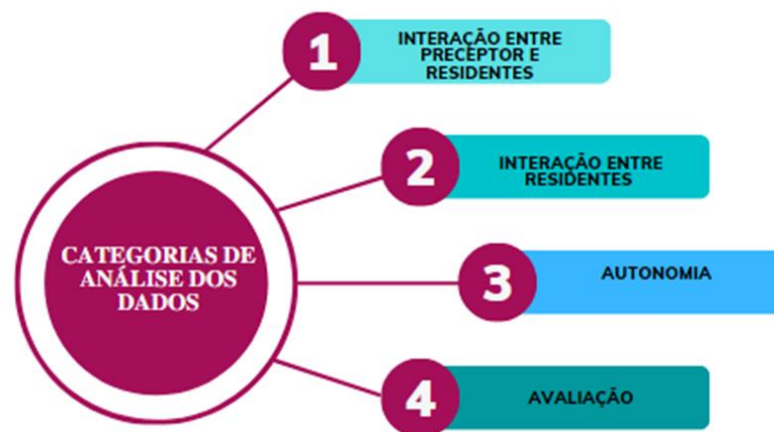 1
INTERAÇÃO ENTRE
PRECEPTOR E
RESIDENTES
2
INTERAÇÃO ENTRE
RESIDENTES
CATEGORIAS DE
ANÁLISE DOS
DADOS
3
AUTONOMIA
4
AVALIAÇÃO